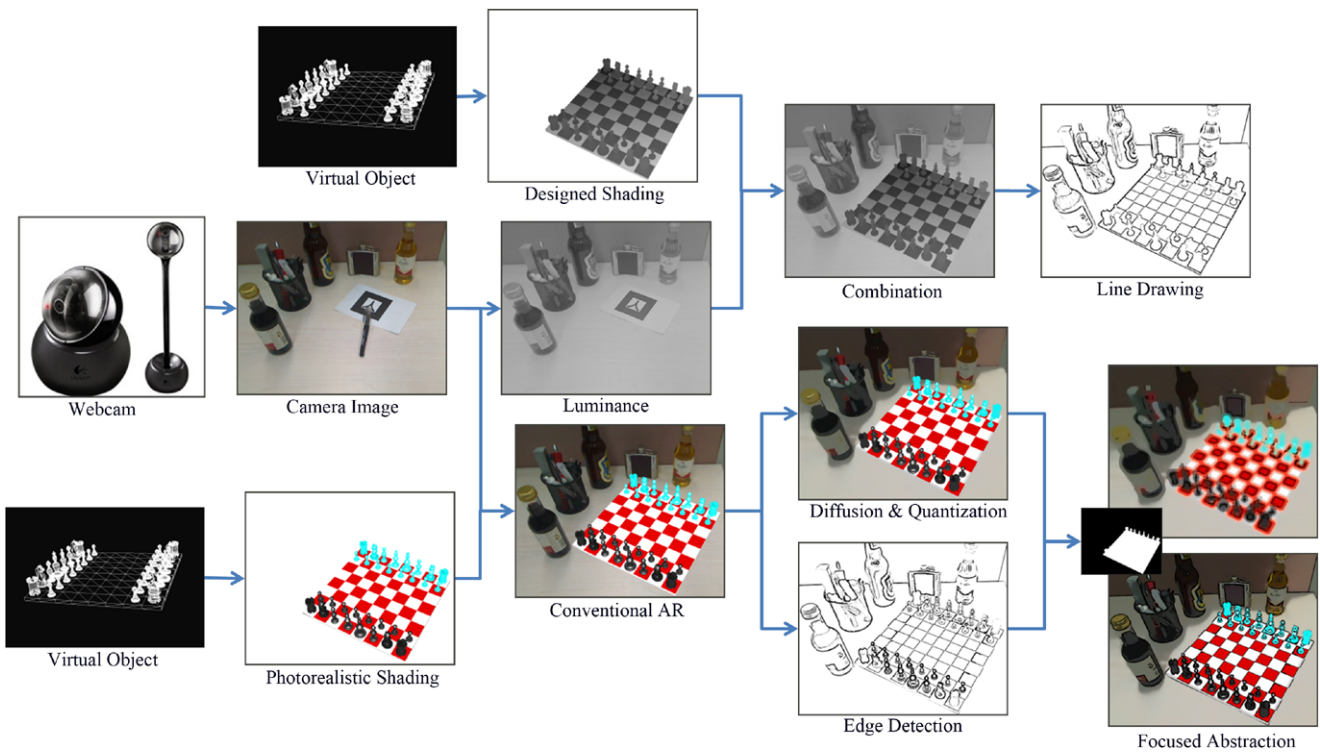 Virtual Object
Designed Shading
Combination
Line Drawing
Webcam
Camera Image
Luminance
Diffusion & Quantization
Virtual Object
Photorealistic Shading
Conventional AR
Edge Detection
Focused Abstraction